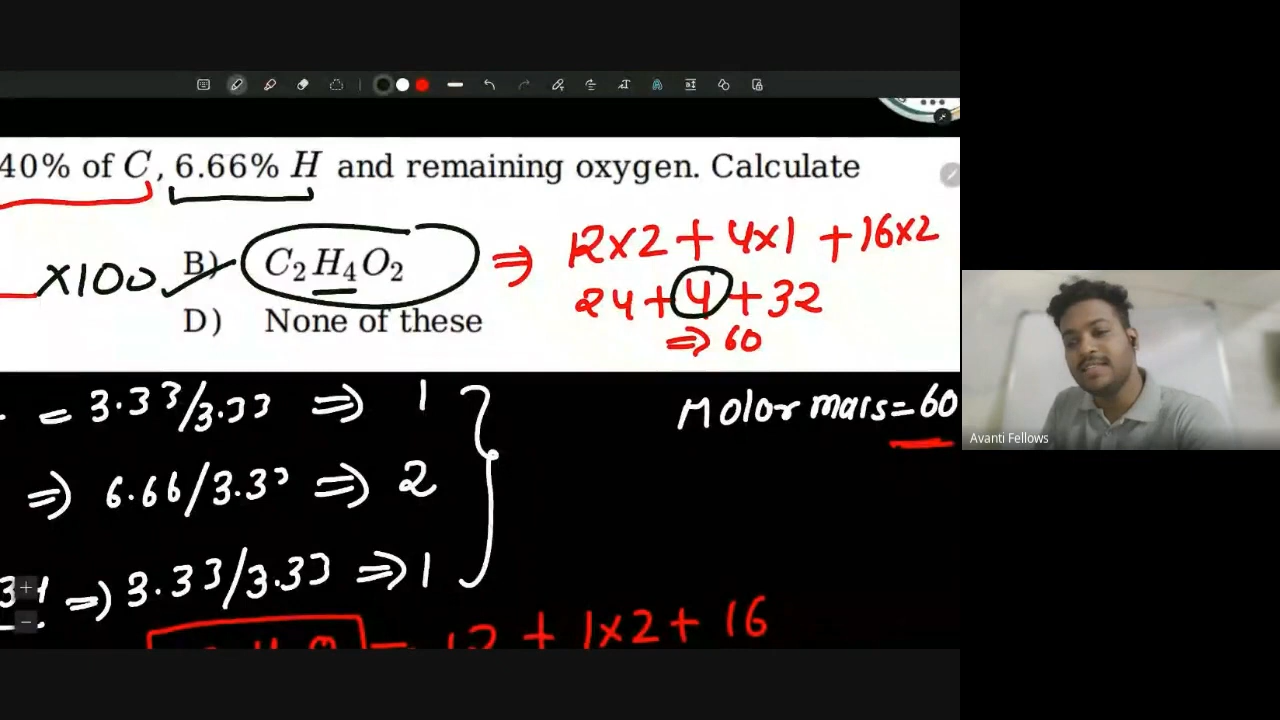 40% of C, 6.66% H and remaining oxygen. Calculate
×100 B) C₂H₄O₂ ⇒ 12×2 + 4×1 + 16×2
24 + 4 + 32
D) None of these
⇒ 60
= 3.33/3.33 ⇒ 1
Molor mass = 60
Avanti Fellows
⇒ 6.66/3.33 ⇒ 2
⇒ 3.33/3.33 ⇒ 1
= 12 + 1×2 + 16